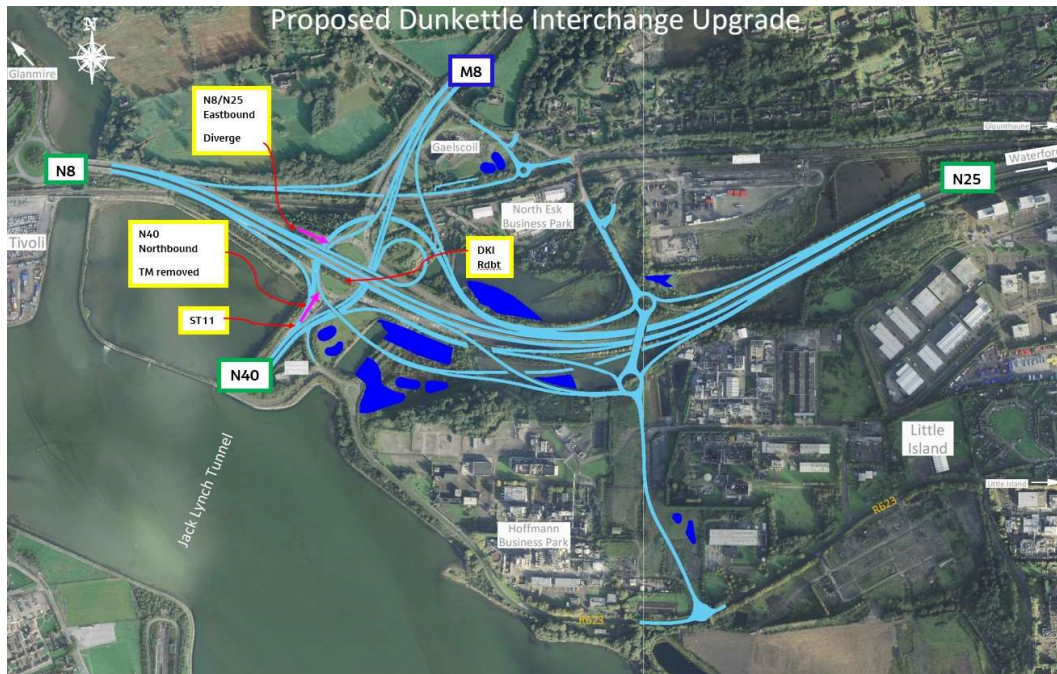 Proposed Dunkettle Interchange Upgrade
N
Glanmire
M8
N8/N25
Eastbound
Diverge
Gaelscoil
Glounthaune
Waterford
N8
N25
North Esk
Business Park
Tivoli
N40
Northbound
TM removed
DKI
Rdbt
ST11
N40
Little
Island
Jack Lynch Tunnel
Little Island
R623
Hoffmann
Business Park
R623